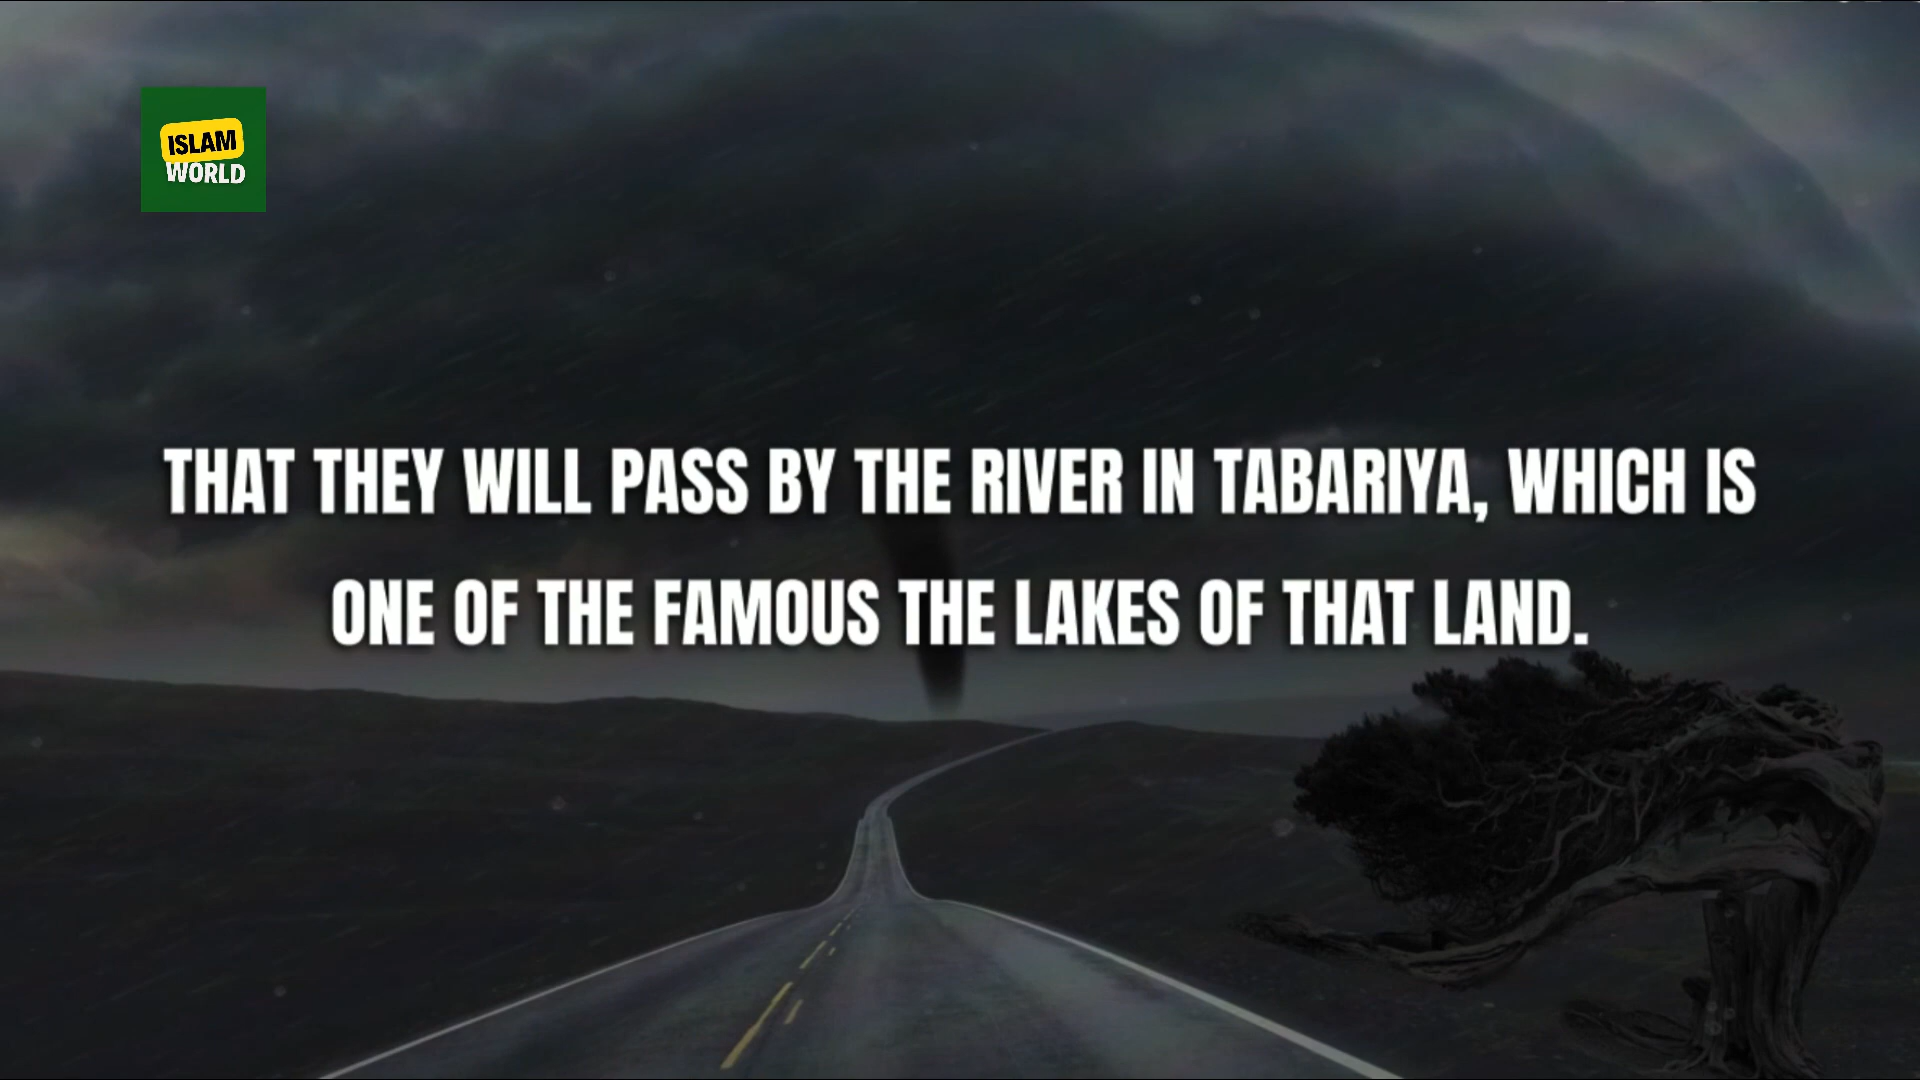 ISLAM
WORLD
THAT THEY WILL PASS BY THE RIVER IN TABARIYA, WHICH IS
ONE OF THE FAMOUS THE LAKES OF THAT LAND.